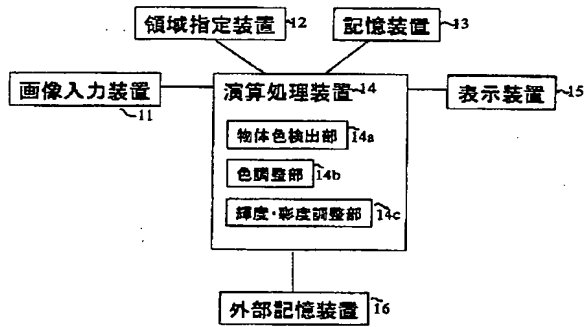 領域指定装置 12
記憶装置 13
画像入力装置 11
演算処理装置 14
表示装置 15
物体色検出部 14a
色調整部 14b
輝度・彩度調整部 14c
外部記憶装置 16